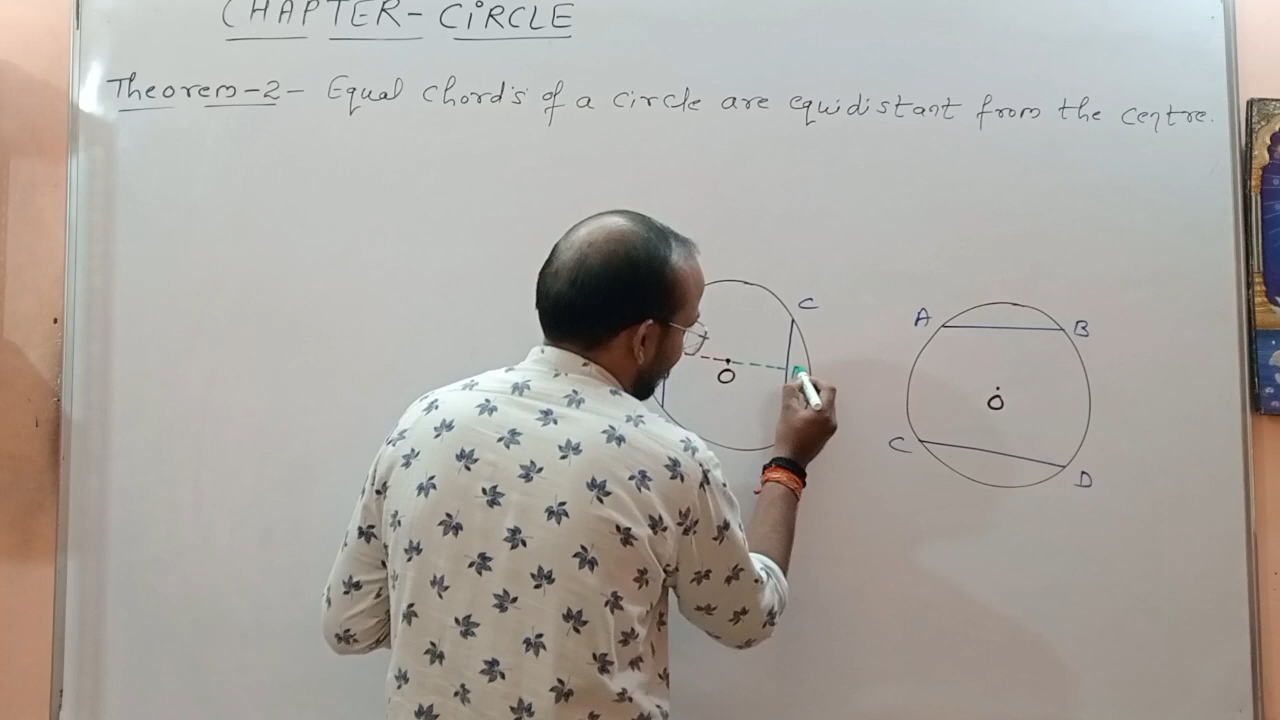 CHAPTER - CIRCLE
Theorem-2- Equal chord's of a circle are equidistant from the centre.
C
O
A
B
O
C
D